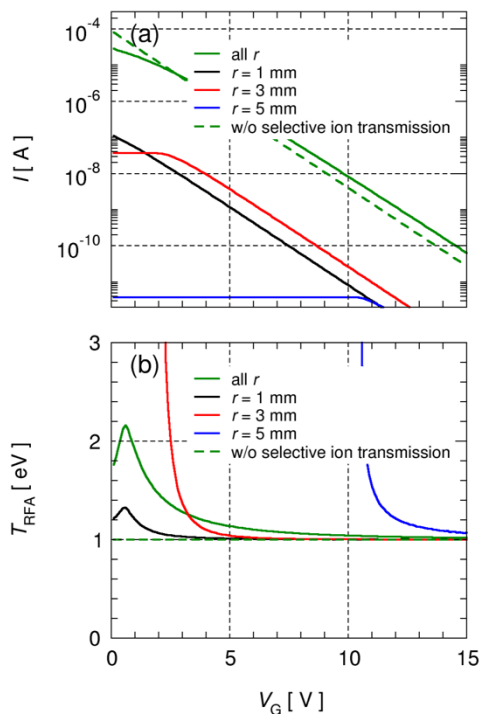 (a)
10⁻⁴
10⁻⁶
10⁻⁸
10⁻¹⁰
I [ A ]
all r
r = 1 mm
r = 3 mm
r = 5 mm
w/o selective ion transmission
(b)
3
2
1
0
T_RFA [ eV ]
all r
r = 1 mm
r = 3 mm
r = 5 mm
w/o selective ion transmission
0 5 10 15
V_G [ V ]